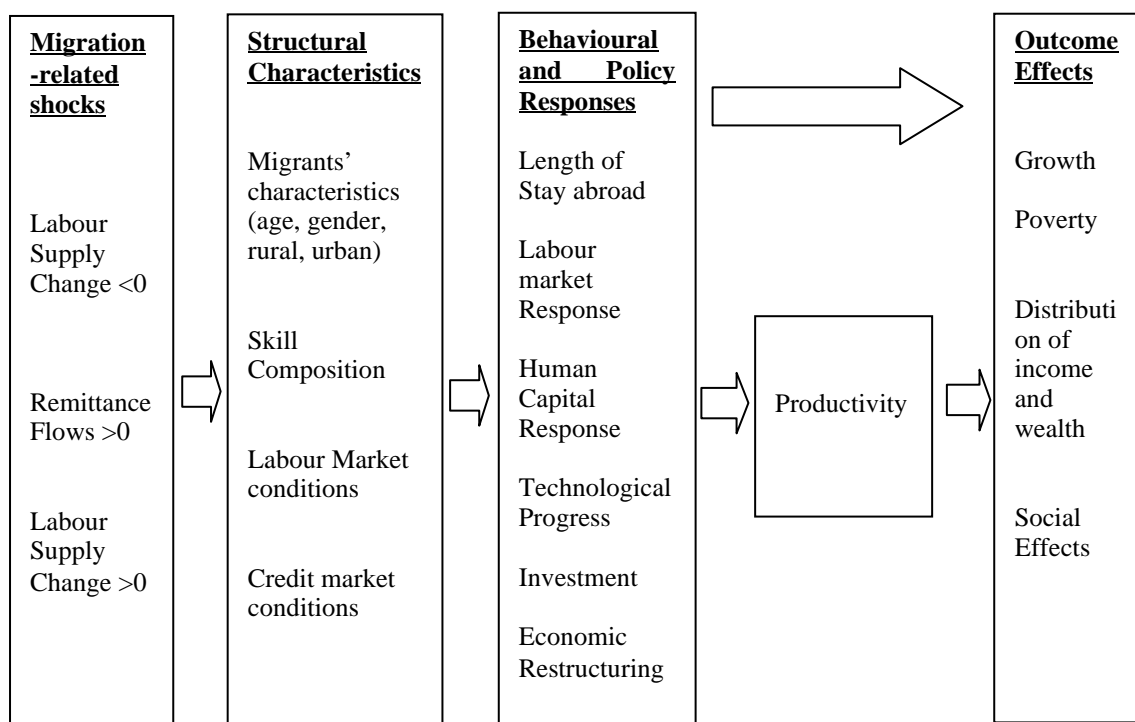 Migration
-related
shocks
Labour
Supply
Change <0
Remittance
Flows >0
Labour
Supply
Change >0
Structural
Characteristics
Migrants’
characteristics
(age, gender,
rural, urban)
Skill
Composition
Labour Market
conditions
Credit market
conditions
Behavioural
and Policy
Responses
Length of
Stay abroad
Labour
market
Response
Human
Capital
Response
Technological
Progress
Investment
Economic
Restructuring
Productivity
Outcome
Effects
Growth
Poverty
Distributi
on of
income
and
wealth
Social
Effects